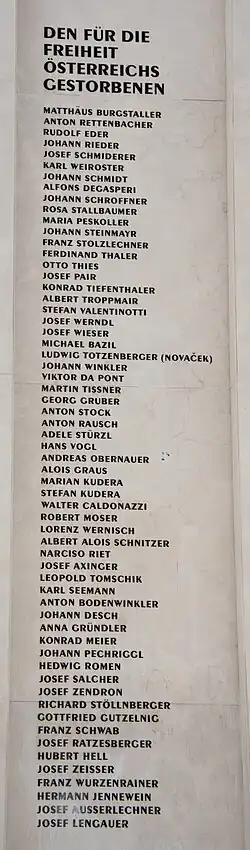 DEN FÜR DIE
FREIHEIT
ÖSTERREICHS
GESTORBENEN
MATTHÄUS BURGSTALLER
ANTON RETTENBACHER
RUDOLF EDER
JOHANN RIEDER
JOSEF SCHMIDERER
KARL WEIROSTER
JOHANN SCHMIDT
ALFONS DEGASPERI
JOHANN SCHROFFNER
ROSA STALLBAUMER
MARIA PESKOLLER
JOHANN STEINMAYR
FRANZ STOLZLECHNER
FERDINAND THALER
OTTO THIES
JOSEF PAIR
KONRAD TIEFENTHALER
ALBERT TROPPMAIR
STEFAN VALENTINOTTI
JOSEF WERNDL
JOSEF WIESER
MICHAEL BAZIL
LUDWIG TOTZENBERGER (NOVAČEK)
JOHANN WINKLER
VIKTOR DA PONT
MARTIN TISSNER
GEORG GRUBER
ANTON STOCK
ANTON RAUSCH
ADELE STÜRZL
HANS VOGL
ANDREAS OBERNAUER
ALOIS GRAUS
MARIAN KUDERA
STEFAN KUDERA
WALTER CALDONAZZI
ROBERT MOSER
LORENZ WERNISCH
ALBERT ALOIS SCHNITZER
NARCISO RIET
JOSEF AXINGER
LEOPOLD TOMSCHIK
KARL SEEMANN
ANTON BODENWINKLER
JOHANN DESCH
ANNA GRÜNDLER
KONRAD MEIER
JOHANN PECHRIGGL
HEDWIG ROMEN
JOSEF SALCHER
JOSEF ZENDRON
RICHARD STÖLLNBERGER
GOTTFRIED GUTZELNIG
FRANZ SCHWAB
JOSEF RATZESBERGER
HUBERT HELL
JOSEF ZEISSER
FRANZ WURZENRAINER
HERMANN JENNEWEIN
JOSEF AUSSERLECHNER
JOSEF LENGAUER